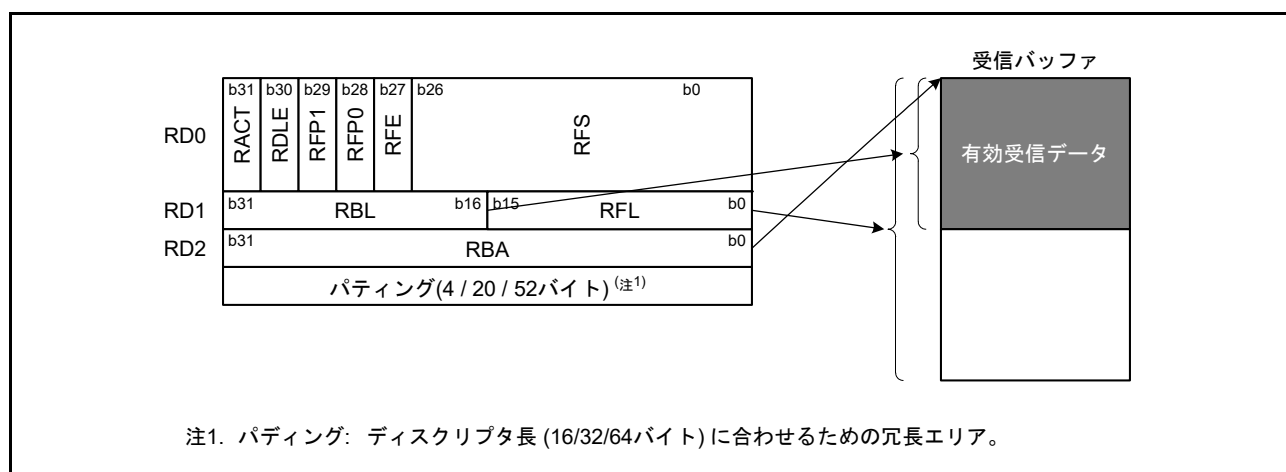 受信バッファ
b31 b30 b29 b28 b27 b26 b0
RD0 RACT RDLE RFP1 RFP0 RFE RFS
有効受信データ
RD1 b31 RBL b16 b15 RFL b0
RD2 b31 RBA b0
パティング(4 / 20 / 52バイト) (注1)
注1. パディング: ディスクリプタ長 (16/32/64バイト) に合わせるための冗長エリア。